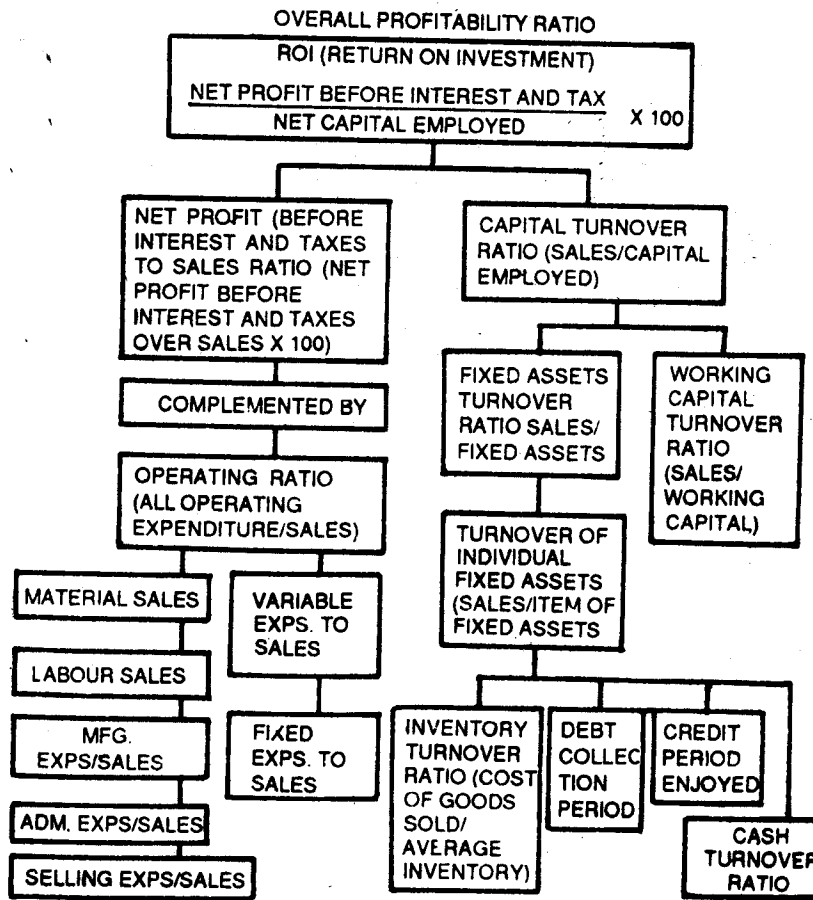 OVERALL PROFITABILITY RATIO
ROI (RETURN ON INVESTMENT)
NET PROFIT BEFORE INTEREST AND TAX
X 100
NET CAPITAL EMPLOYED
NET PROFIT (BEFORE
INTEREST AND TAXES
TO SALES RATIO (NET
PROFIT BEFORE
INTEREST AND TAXES
OVER SALES X 100)
COMPLEMENTED BY
OPERATING RATIO
(ALL OPERATING
EXPENDITURE/SALES)
MATERIAL SALES
LABOUR SALES
MFG.
EXPS/SALES
ADM. EXPS/SALES
SELLING EXPS/SALES
VARIABLE
EXPS. TO
SALES
FIXED
EXPS. TO
SALES
CAPITAL TURNOVER
RATIO (SALES/CAPITAL
EMPLOYED)
FIXED ASSETS
TURNOVER
RATIO SALES/
FIXED ASSETS
WORKING
CAPITAL
TURNOVER
RATIO
(SALES/
WORKING
CAPITAL)
TURNOVER OF
INDIVIDUAL
FIXED ASSETS
(SALES/ITEM OF
FIXED ASSETS
INVENTORY
TURNOVER
RATIO (COST
OF GOODS
SOLD/
AVERAGE
INVENTORY)
DEBT
COLLEC
TION
PERIOD
CREDIT
PERIOD
ENJOYED
CASH
TURNOVER
RATIO